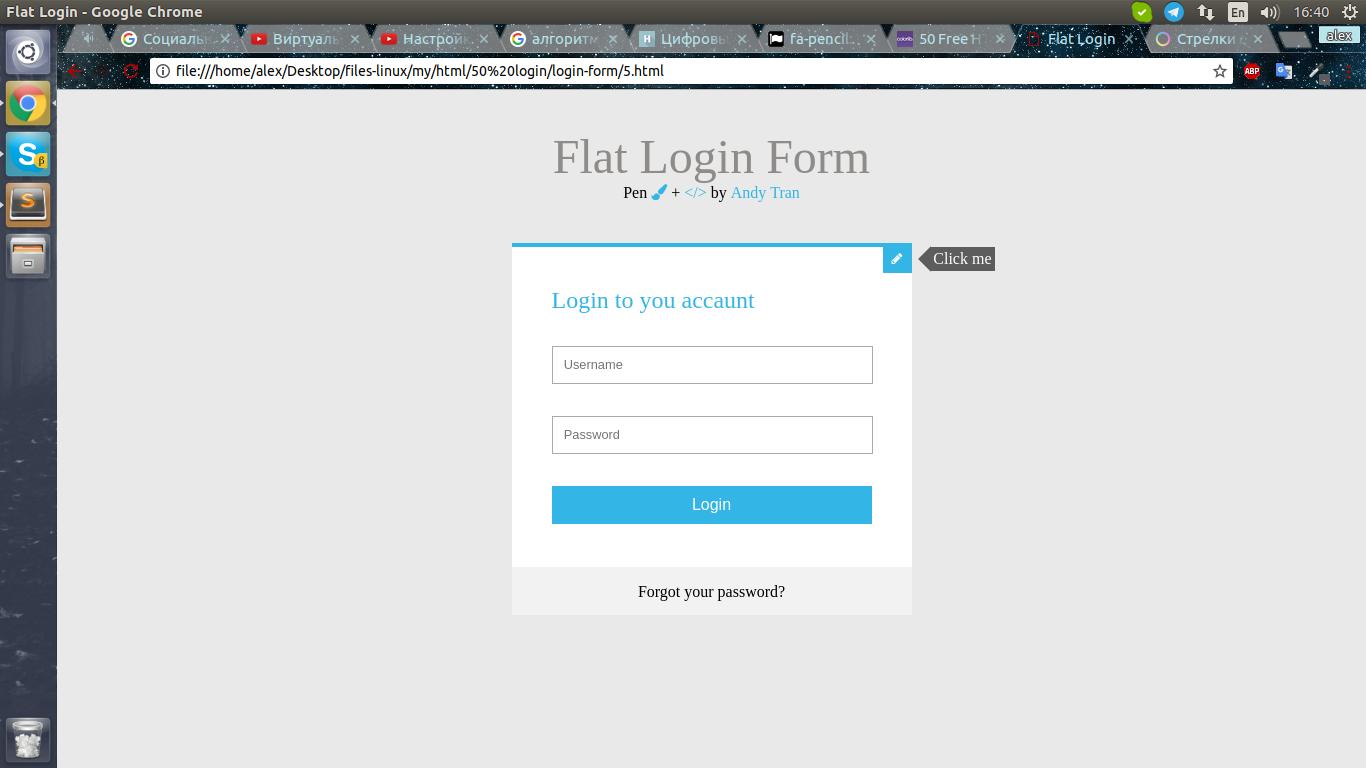 Flat Login - Google Chrome
En
16:40
Социаль
Виртуаль
Настройк
алгоритм
Цифровы
fa-pencil
50 Free HT
Flat Login
Стрелки
alex
file:///home/alex/Desktop/files-linux/my/html/50%20login/login-form/5.html
ABP
Flat Login Form
Pen + </> by Andy Tran
Click me
Login to you accaunt
Username
Password
Login
Forgot your password?